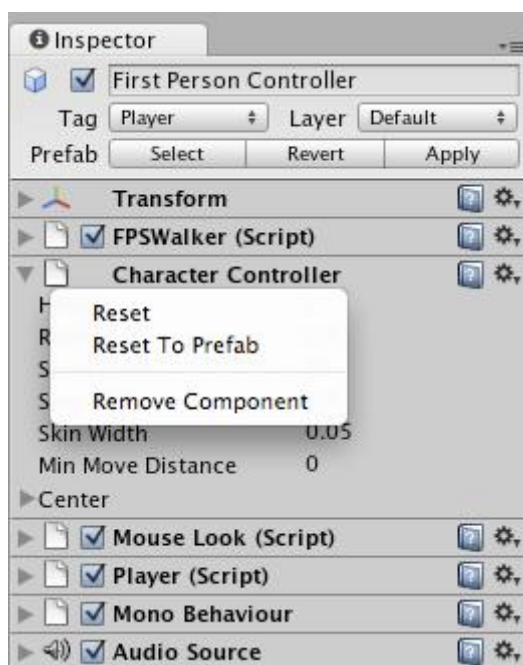 Inspector
First Person Controller
Tag Player Layer Default
Prefab Select Revert Apply
Transform
FPSWalker (Script)
Character Controller
H
R
S
S
Reset
Reset To Prefab
Remove Component
Skin Width 0.05
Min Move Distance 0
Center
Mouse Look (Script)
Player (Script)
Mono Behaviour
Audio Source